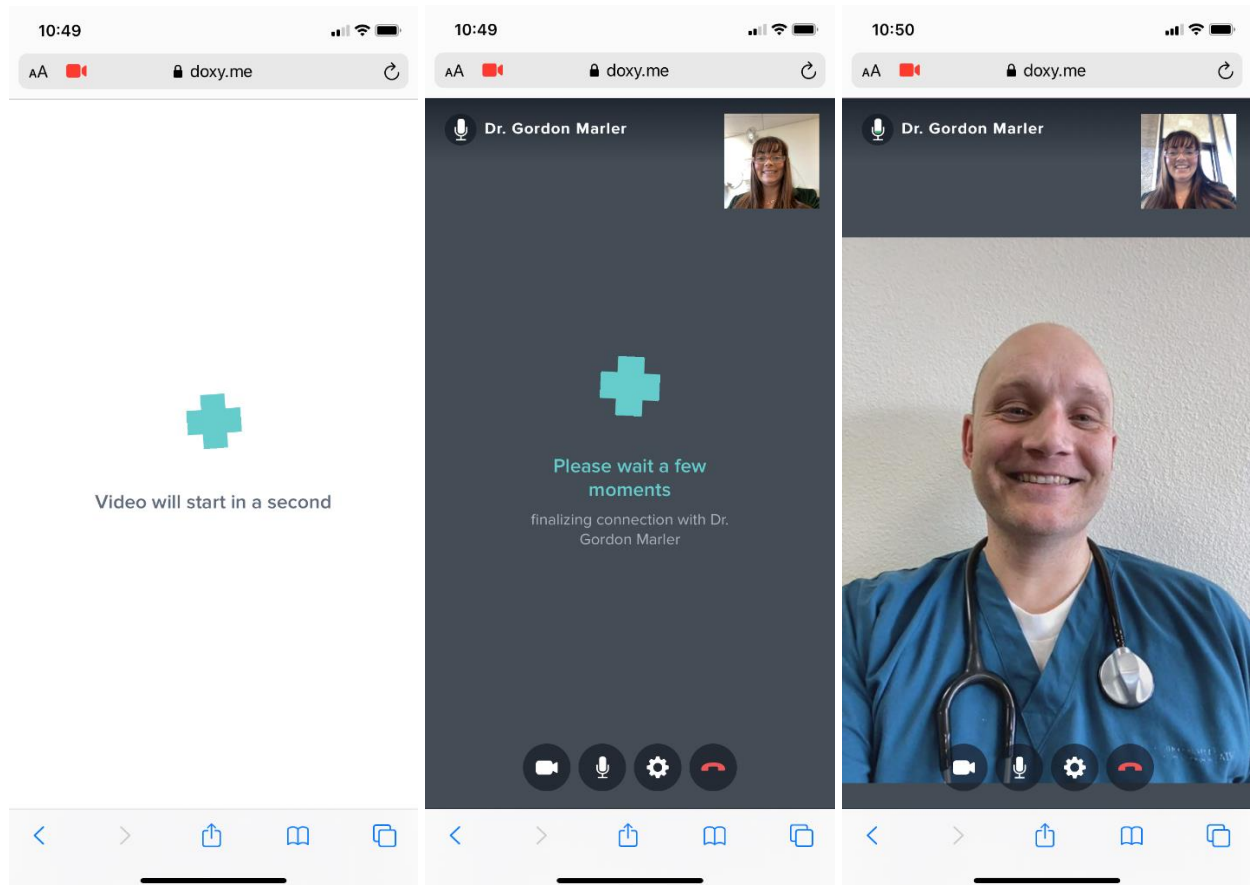 10:49
AA
doxy.me
Video will start in a second
10:49
AA
doxy.me
Dr. Gordon Marler
Please wait a few
moments
finalizing connection with Dr.
Gordon Marler
10:50
AA
doxy.me
Dr. Gordon Marler